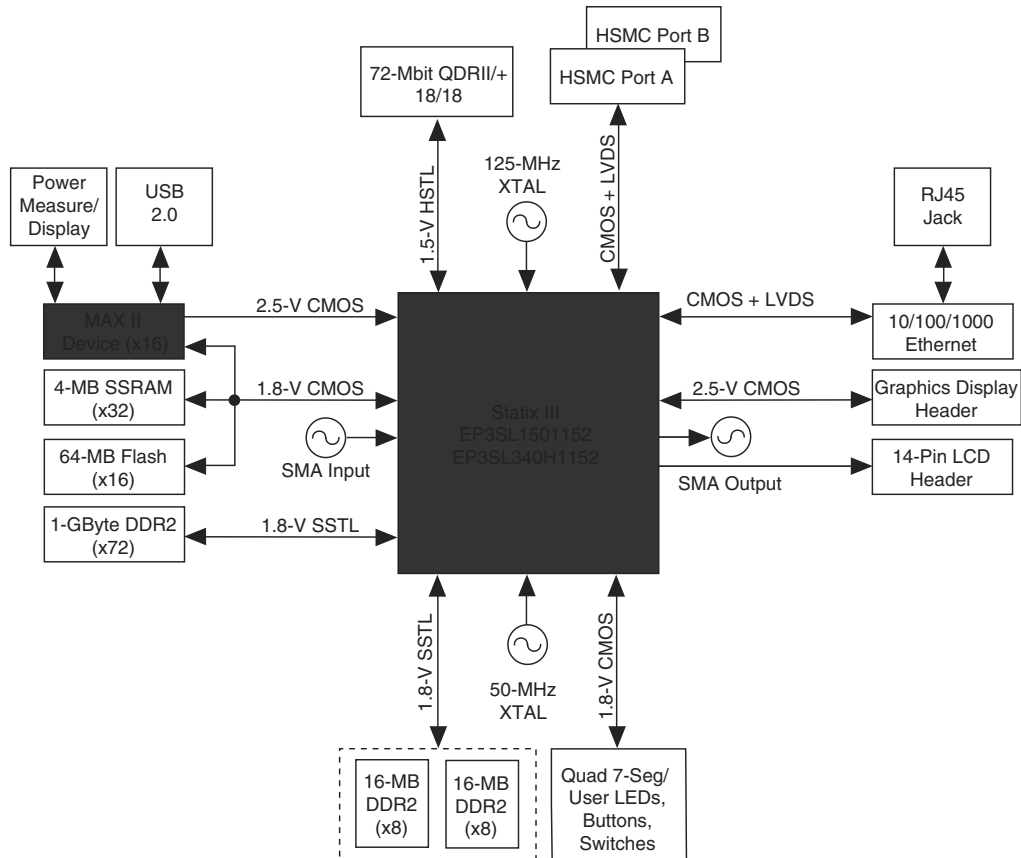 HSMC Port B
HSMC Port A
72-Mbit QDRII/+
18/18
125-MHz
XTAL
1.5-V HSTL
CMOS + LVDS
Power
Measure/
Display
USB
2.0
RJ45
Jack
MAX II
Device (x16)
2.5-V CMOS
CMOS + LVDS
10/100/1000
Ethernet
4-MB SSRAM
(x32)
1.8-V CMOS
2.5-V CMOS
Graphics Display
Header
Statix III
EP3SL1501152
EP3SL340H1152
SMA Input
SMA Output
64-MB Flash
(x16)
14-Pin LCD
Header
1-GByte DDR2
(x72)
1.8-V SSTL
1.8-V SSTL
50-MHz
XTAL
1.8-V CMOS
16-MB
DDR2
(x8)
16-MB
DDR2
(x8)
Quad 7-Seg/
User LEDs,
Buttons,
Switches